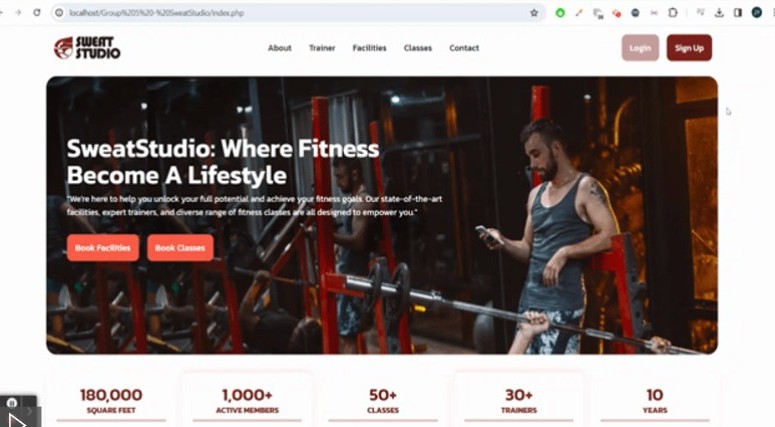 localhost/Group%205%20-%20SweatStudio/index.php
SWEAT
STUDIO
About
Trainer
Facilities
Classes
Contact
Login
Sign Up
SweatStudio: Where Fitness
Become A Lifestyle
"We're here to help you unlock your full potential and achieve your fitness goals. Our state-of-the-art
facilities, expert trainers, and diverse range of fitness classes are all designed to empower you."
Book Facilities
Book Classes
180,000
SQUARE FEET
1,000+
ACTIVE MEMBERS
50+
CLASSES
30+
TRAINERS
10
YEARS